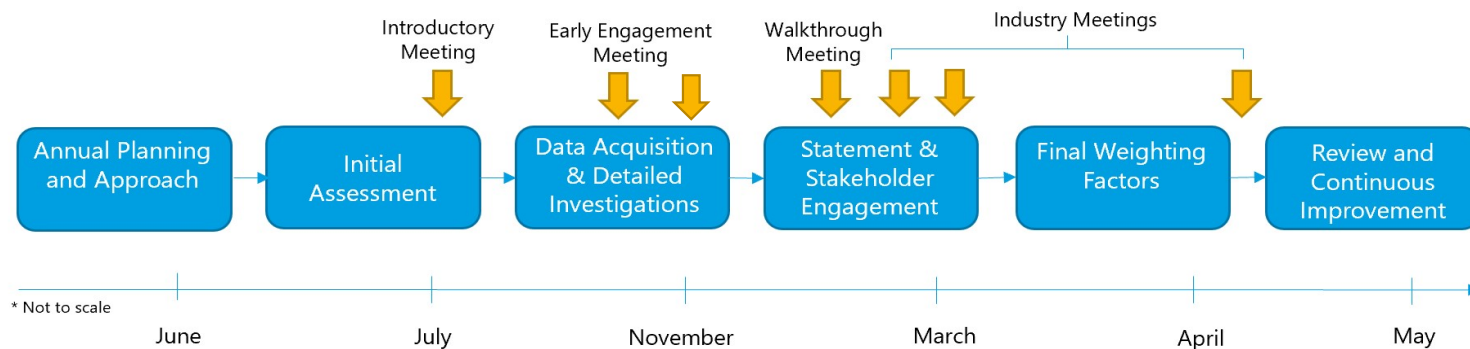 Introductory
Meeting
Early Engagement
Meeting
Walkthrough
Meeting
Industry Meetings
Annual Planning
and Approach
Initial
Assessment
Data Acquisition
& Detailed
Investigations
Statement &
Stakeholder
Engagement
Final Weighting
Factors
Review and
Continuous
Improvement
* Not to scale
June
July
November
March
April
May